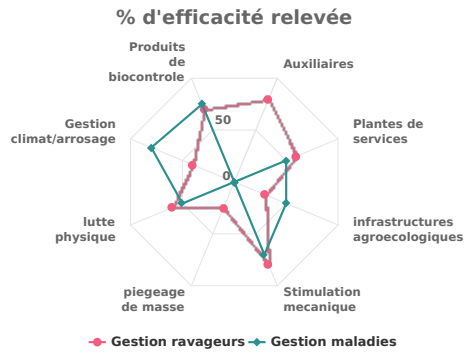 % d'efficacité relevée
Produits
de
biocontrole
Auxiliaires
50
Gestion
climat/arrosage
Plantes de
services
0
lutte
physique
infrastructures
agroecologiques
piegeage
de masse
Stimulation
mecanique
Gestion ravageurs
Gestion maladies